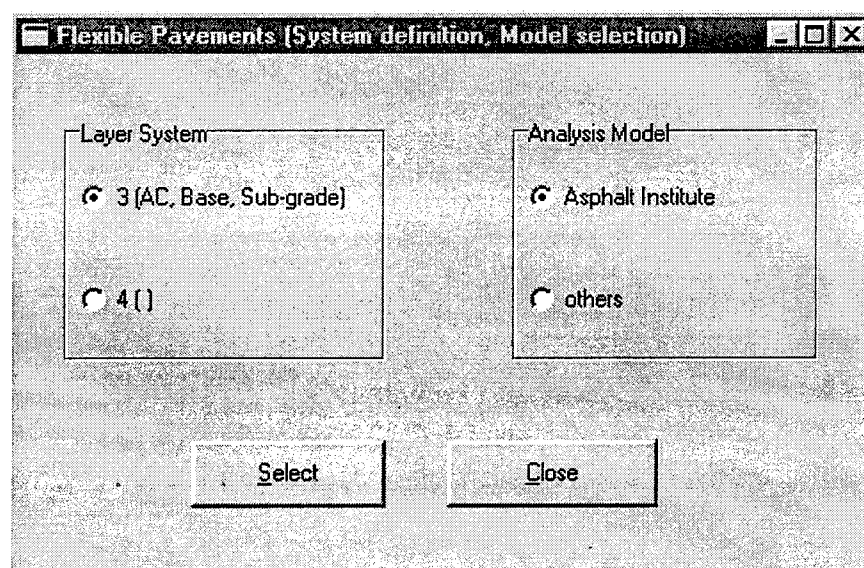 Flexible Pavements (System definition, Model selection)
Layer System
3 (AC, Base, Sub-grade)
4 ( )
Analysis Model
Asphalt Institute
others
Select
Close